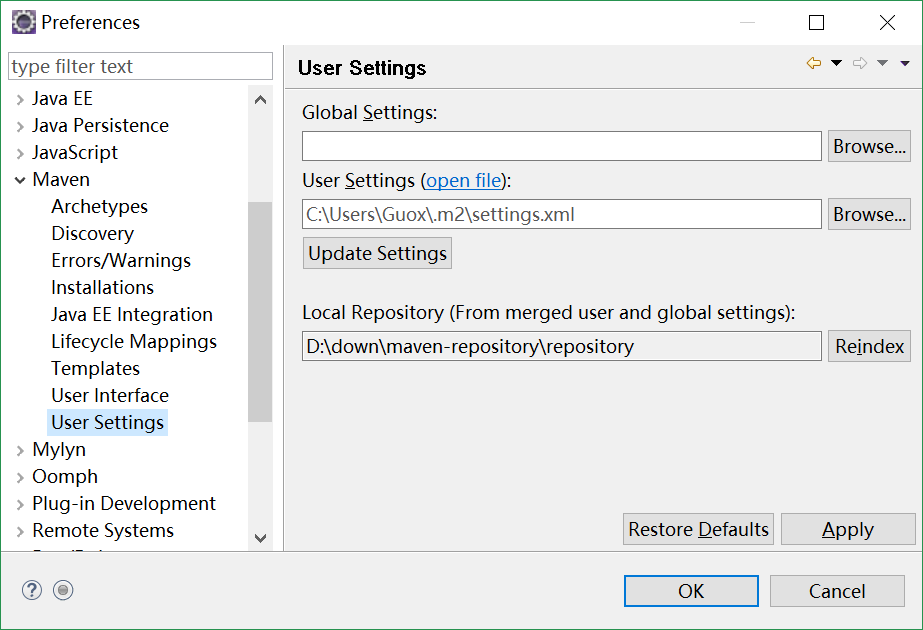 Preferences
type filter text
Java EE
Java Persistence
JavaScript
Maven
Archetypes
Discovery
Errors/Warnings
Installations
Java EE Integration
Lifecycle Mappings
Templates
User Interface
User Settings
Mylyn
Oomph
Plug-in Development
Remote Systems
User Settings
Global Settings:
Browse...
User Settings (open file):
C:\Users\Guox\.m2\settings.xml
Browse...
Update Settings
Local Repository (From merged user and global settings):
D:\down\maven-repository\repository
Reindex
Restore Defaults
Apply
?
OK
Cancel